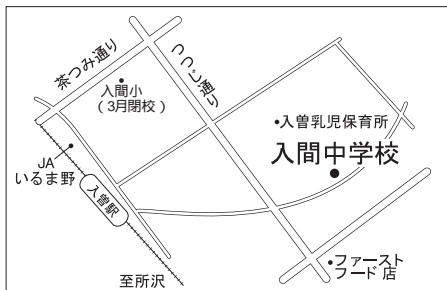 茶つみ通り
つつじ通り
入間小
（3月閉校）
入曽乳児保育所
入間中学校
JA
いるま野
入曽駅
至所沢
ファースト
フード店